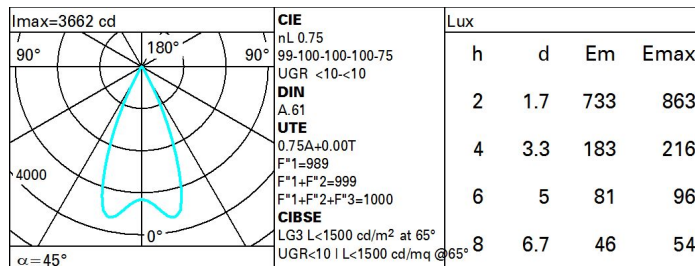 Imax=3662 cd
90° 180° 90°
4000
0°
α=45°
CIE
nL 0.75
99-100-100-100-75
UGR <10-<10
DIN
A.61
UTE
0.75A+0.00T
F"1=989
F"1+F"2=999
F"1+F"2+F"3=1000
CIBSE
LG3 L<1500 cd/m² at 65°
UGR<10 | L<1500 cd/mq @65°
Lux
h d Em Emax
2 1.7 733 863
4 3.3 183 216
6 5 81 96
8 6.7 46 54